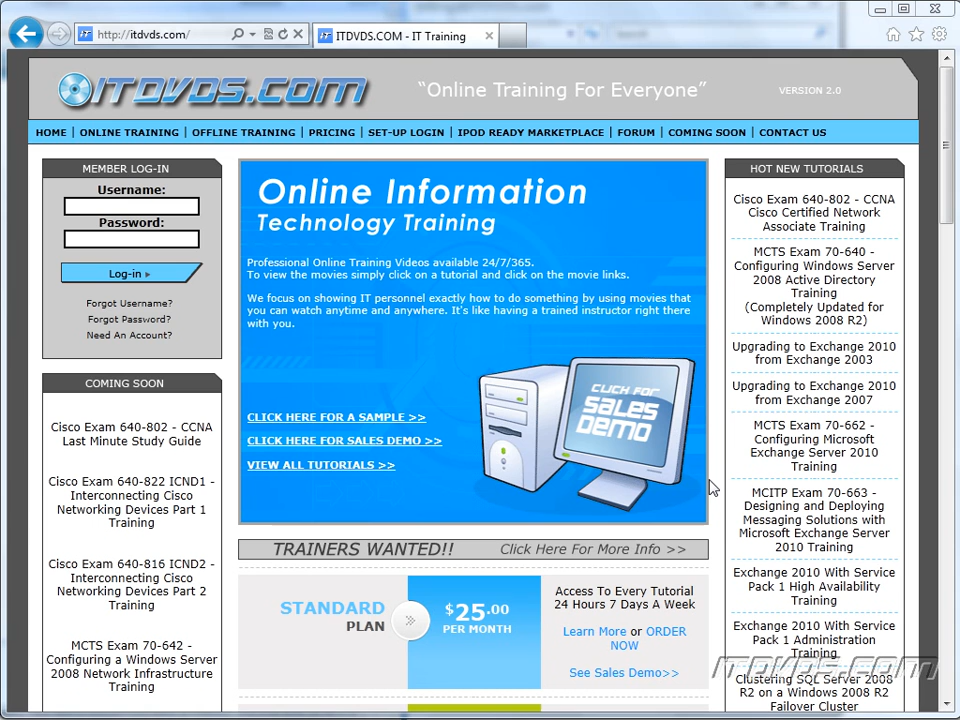 http://itdvds.com/
ITDVDS.COM - IT Training
ITDVDS.COM
“Online Training For Everyone”
VERSION 2.0
HOME | ONLINE TRAINING | OFFLINE TRAINING | PRICING | SET-UP LOGIN | IPOD READY MARKETPLACE | FORUM | COMING SOON | CONTACT US
MEMBER LOG-IN
Username:
Password:
Log-in
Forgot Username?
Forgot Password?
Need An Account?
COMING SOON
Cisco Exam 640-802 - CCNA
Last Minute Study Guide
Cisco Exam 640-822 ICND1 -
Interconnecting Cisco
Networking Devices Part 1
Training
Cisco Exam 640-816 ICND2 -
Interconnecting Cisco
Networking Devices Part 2
Training
MCTS Exam 70-642 -
Configuring a Windows Server
2008 Network Infrastructure
Training
Online Information
Technology Training
Professional Online Training Videos available 24/7/365.
To view the movies simply click on a tutorial and click on the movie links.
We focus on showing IT personnel exactly how to do something by using movies that
you can watch anytime and anywhere. It's like having a trained instructor right there
with you.
CLICK HERE FOR A SAMPLE >>
CLICK HERE FOR SALES DEMO >>
VIEW ALL TUTORIALS >>
CLICK FOR
SALES
DEMO
TRAINERS WANTED!! Click Here For More Info >>
STANDARD
PLAN
$25.00
PER MONTH
Access To Every Tutorial
24 Hours 7 Days A Week
Learn More or ORDER
NOW
See Sales Demo>>
HOT NEW TUTORIALS
Cisco Exam 640-802 - CCNA
Cisco Certified Network
Associate Training
MCTS Exam 70-640 -
Configuring Windows Server
2008 Active Directory
Training
(Completely Updated for
Windows 2008 R2)
Upgrading to Exchange 2010
from Exchange 2003
Upgrading to Exchange 2010
from Exchange 2007
MCTS Exam 70-662 -
Configuring Microsoft
Exchange Server 2010
Training
MCITP Exam 70-663 -
Designing and Deploying
Messaging Solutions with
Microsoft Exchange Server
2010 Training
Exchange 2010 With Service
Pack 1 High Availability
Training
Exchange 2010 With Service
Pack 1 Administration
Training
Clustering SQL Server 2008
R2 on a Windows 2008 R2
Failover Cluster
ITDVDS.COM